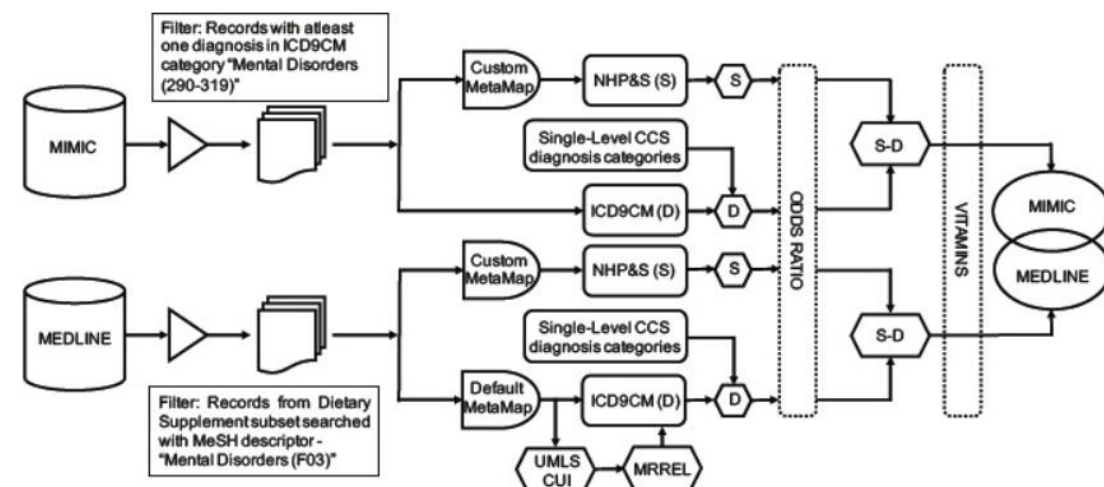 Filter: Records with atleast
one diagnosis in ICD9CM
category "Mental Disorders
(290-319)"
MIMIC
Custom
MetaMap
NHP&S (S)
S
Single-Level CCS
diagnosis categories
ICD9CM (D)
D
S-D
ODDS RATIO
VITAMINS
MIMIC
MEDLINE
MEDLINE
Custom
MetaMap
NHP&S (S)
S
Single-Level CCS
diagnosis categories
S-D
Default
MetaMap
ICD9CM (D)
D
UMLS
CUI
MRREL
Filter: Records from Dietary
Supplement subset searched
with MeSH descriptor -
"Mental Disorders (F03)"